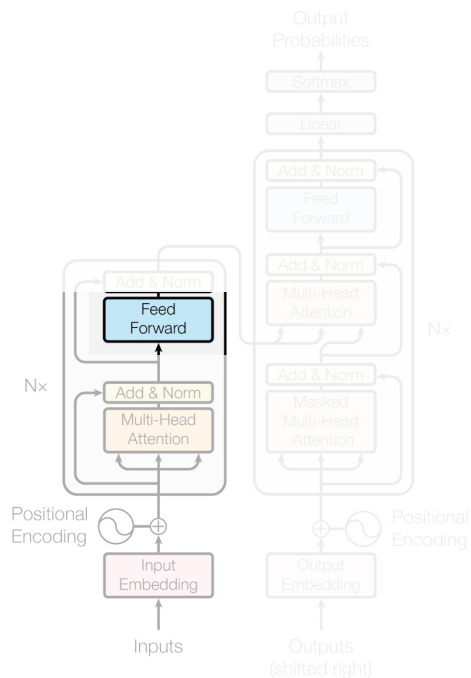 Output
Probabilities
Softmax
Linear
Add & Norm
Feed
Forward
Add & Norm
Multi-Head
Attention
Add & Norm
Masked
Multi-Head
Attention
Nx
Positional
Encoding
Output
Embedding
Outputs
(shifted right)
Add & Norm
Feed
Forward
Add & Norm
Multi-Head
Attention
Nx
Positional
Encoding
Input
Embedding
Inputs